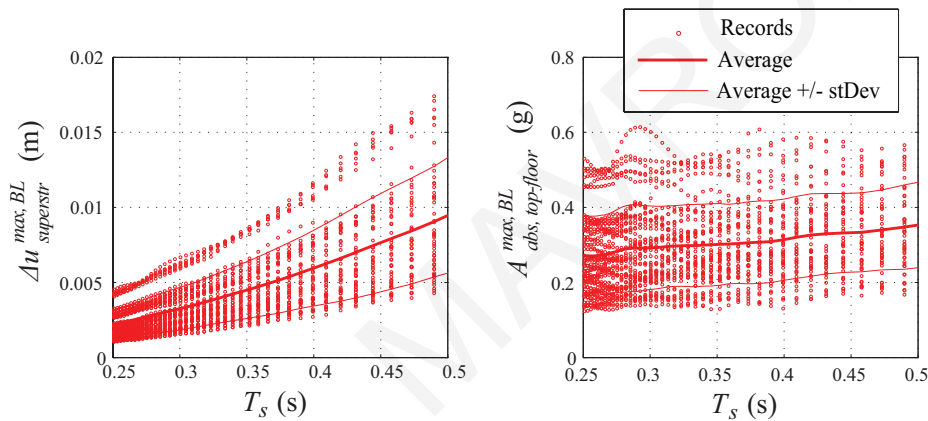 Records
Average
Average +/- stDev
Δu superstr max, BL (m)
0.02
0.015
0.01
0.005
0
0.25 0.3 0.35 0.4 0.45 0.5
Ts (s)
A abs, top-floor max, BL (g)
0.8
0.6
0.4
0.2
0
0.25 0.3 0.35 0.4 0.45 0.5
Ts (s)